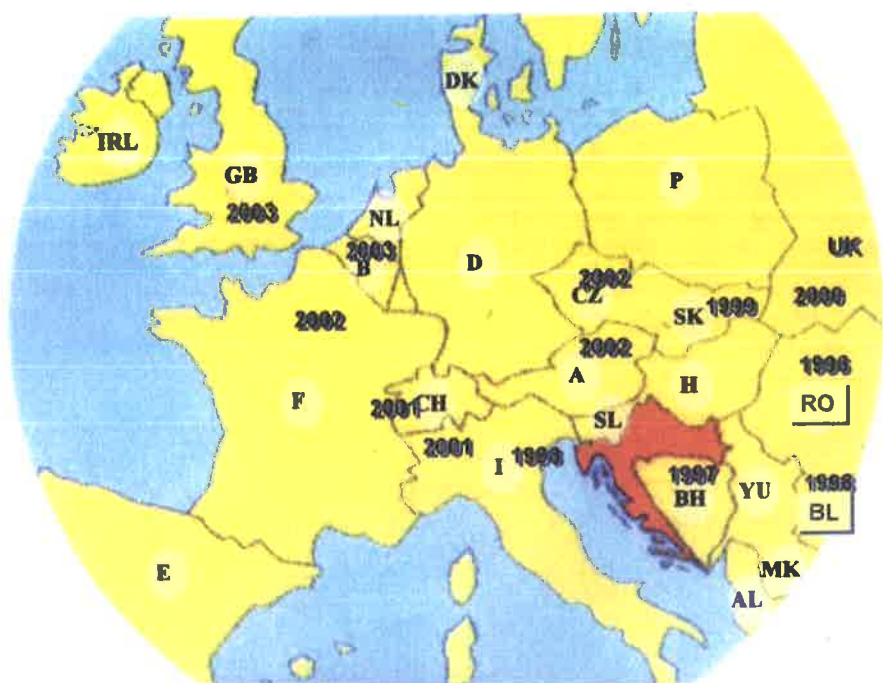 DK
IRL
GB
P
2003
NL
UK
2003
B
D
2002
CZ
2000
2002
SK
1999
2002
A
H
1996
F
CH
RO
2001
SL
2001
I
1998
1997
BH
YU
1998
BL
E
MK
AL